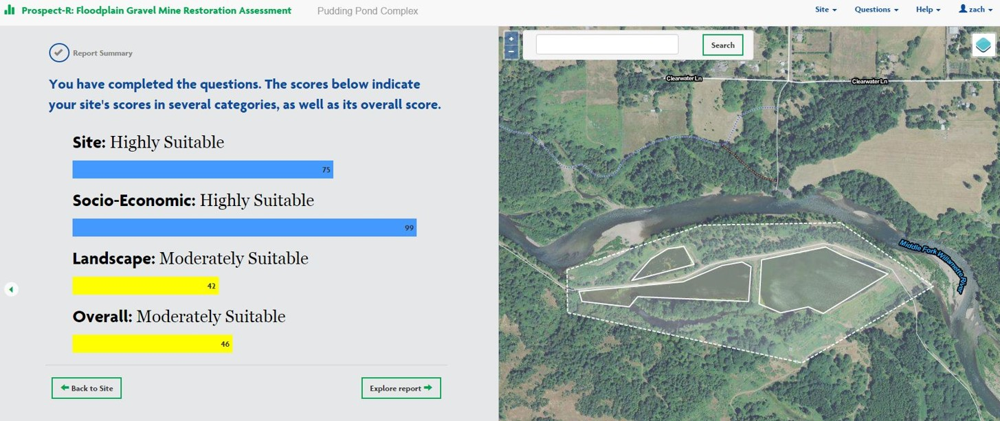 Prospect-R: Floodplain Gravel Mine Restoration Assessment
Pudding Pond Complex
Site
Questions
Help
zach
Report Summary
You have completed the questions. The scores below indicate
your site's scores in several categories, as well as its overall score.
Site: Highly Suitable
75
Socio-Economic: Highly Suitable
99
Landscape: Moderately Suitable
42
Overall: Moderately Suitable
46
Back to Site
Explore report
+
−
Search
Clearwater Ln
Clearwater Ln
Middle Fork Willamette River